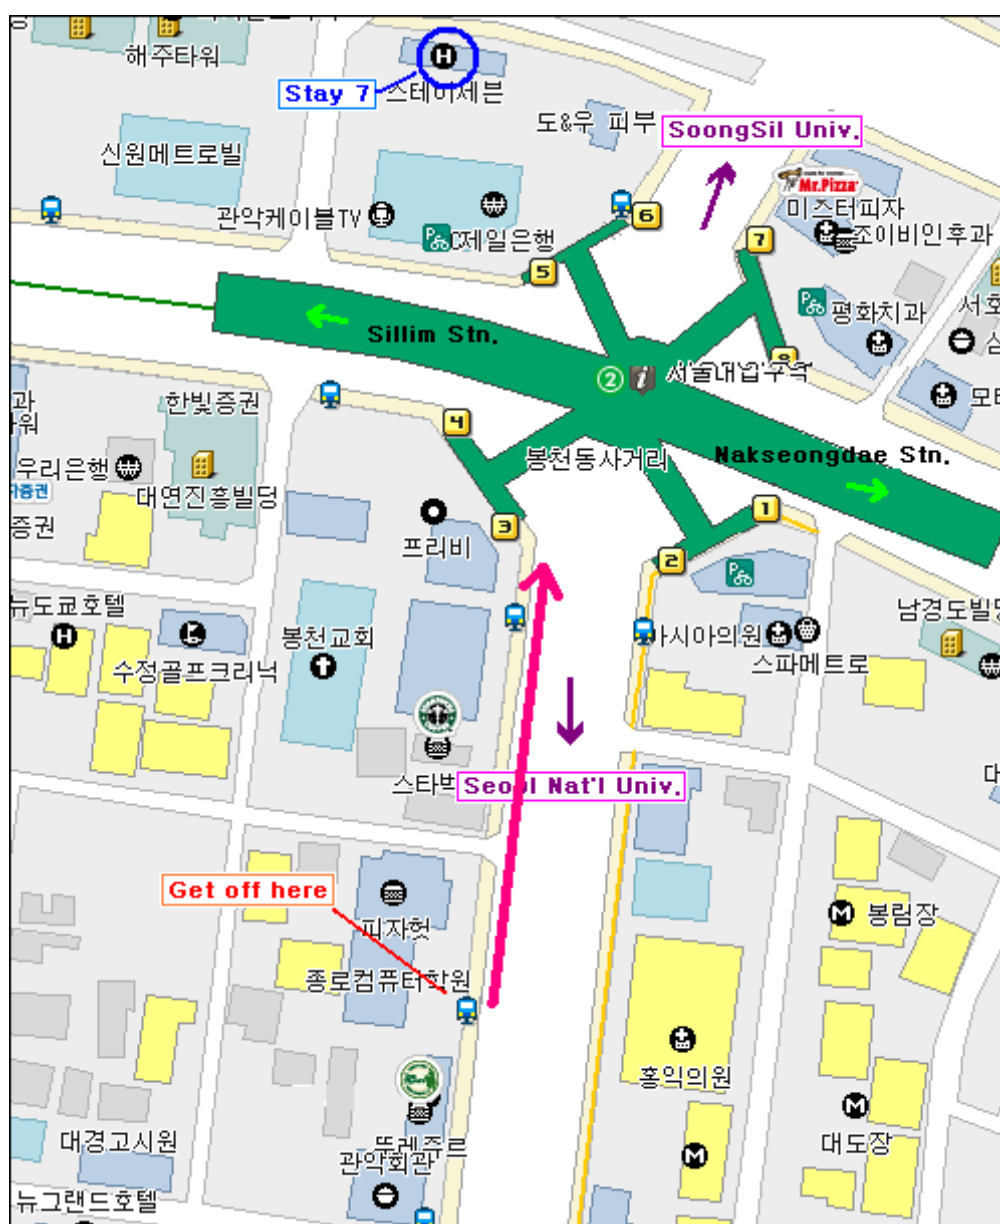 해주타워
Stay 7
스테이세븐
도&우 피부
SoongSil Univ.
신원메트로빌
Mr.Pizza
미스터피자
관악케이블TV
6
7
조이비인후과
C제일은행
5
서호
평화치과
Sillim Stn.
8
2
서울대입구역
모터
한빛증권
4
우리은행
봉천동사거리
Nakseongdae Stn.
대연진흥빌딩
증권
1
3
프리비
2
뉴도쿄호텔
봉천교회
아시아의원
남경도빌딩
수정골프크리닉
스파메트로
스타벅
Seoul Nat'l Univ.
대
Get off here
피자헛
봉림장
종로컴퓨터학원
홍익의원
대경고시원
뚜레쥬르
대도장
관악회관
뉴그랜드호텔